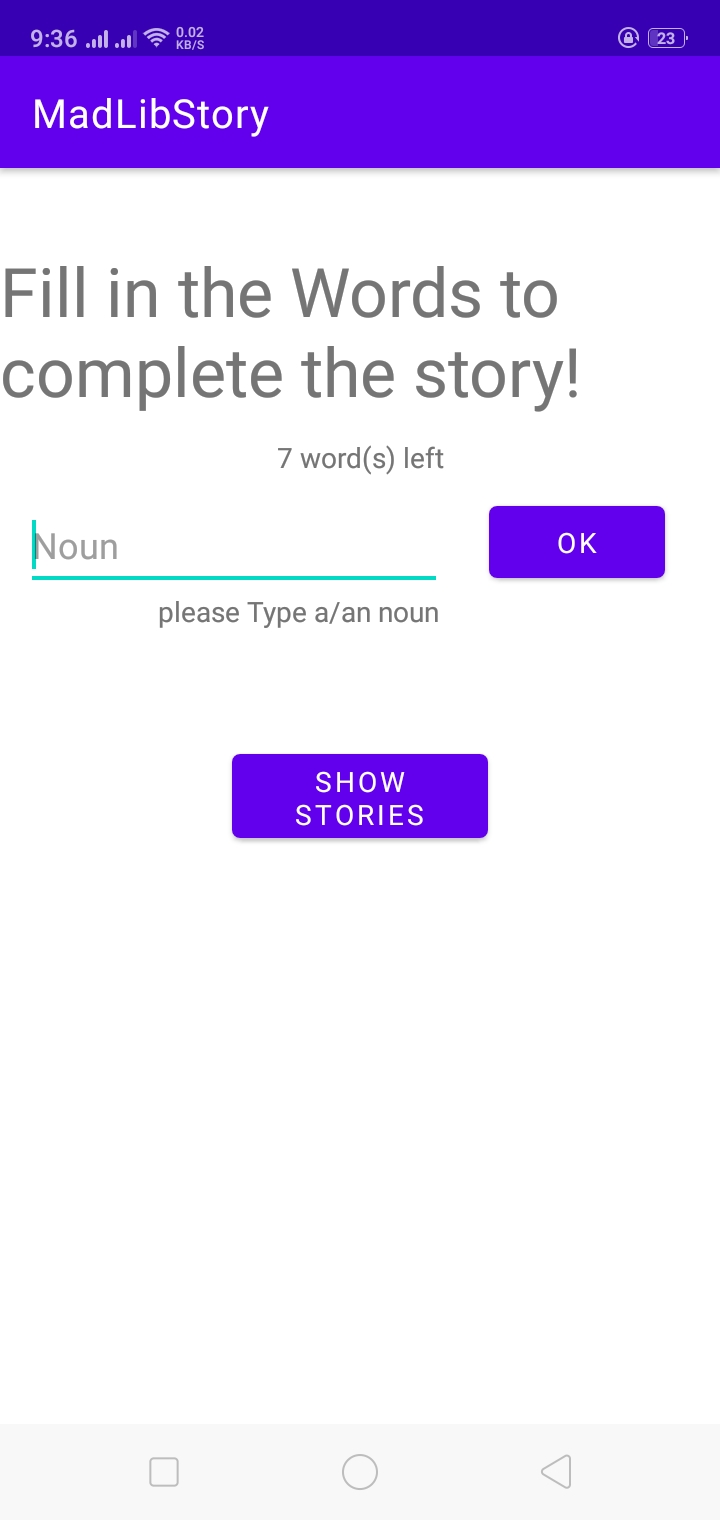 9:36 0.02 KB/S 23
MadLibStory
Fill in the Words to
complete the story!
7 word(s) left
Noun
OK
please Type a/an noun
SHOW
STORIES